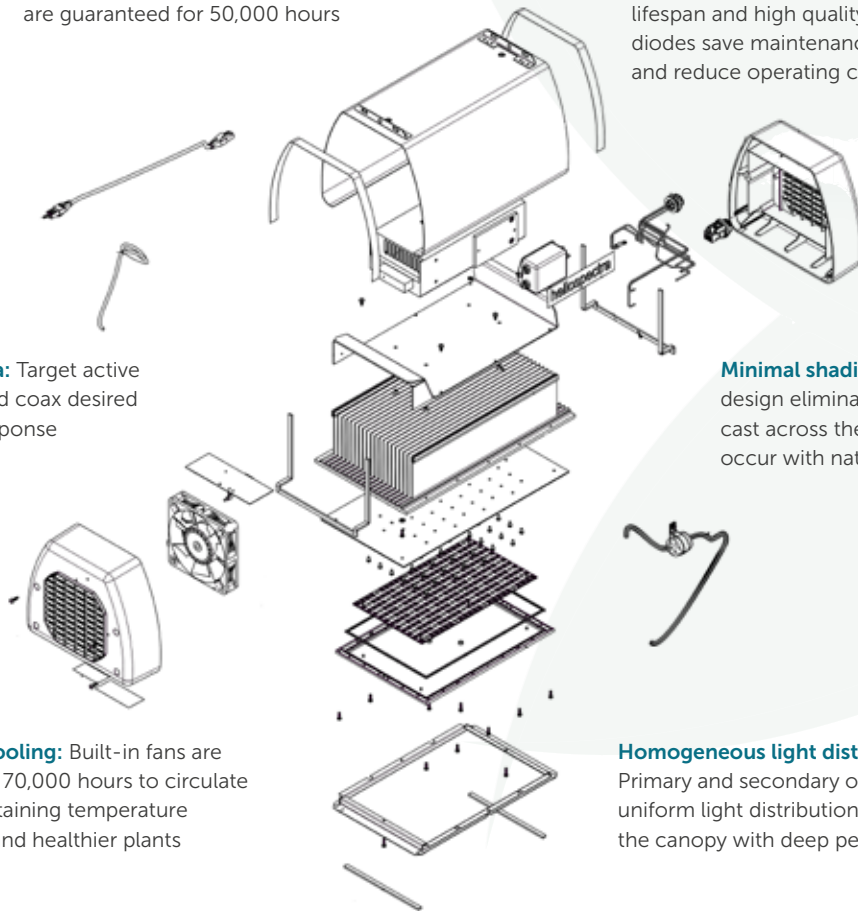 are guaranteed for 50,000 hours
lifespan and high quality
diodes save maintenanc
and reduce operating c
heliospectra
a: Target active
d coax desired
ponse
Minimal shadi
design elimina
cast across the
occur with nat
ooling: Built-in fans are
70,000 hours to circulate
taining temperature
nd healthier plants
Homogeneous light dist
Primary and secondary o
uniform light distribution
the canopy with deep pe